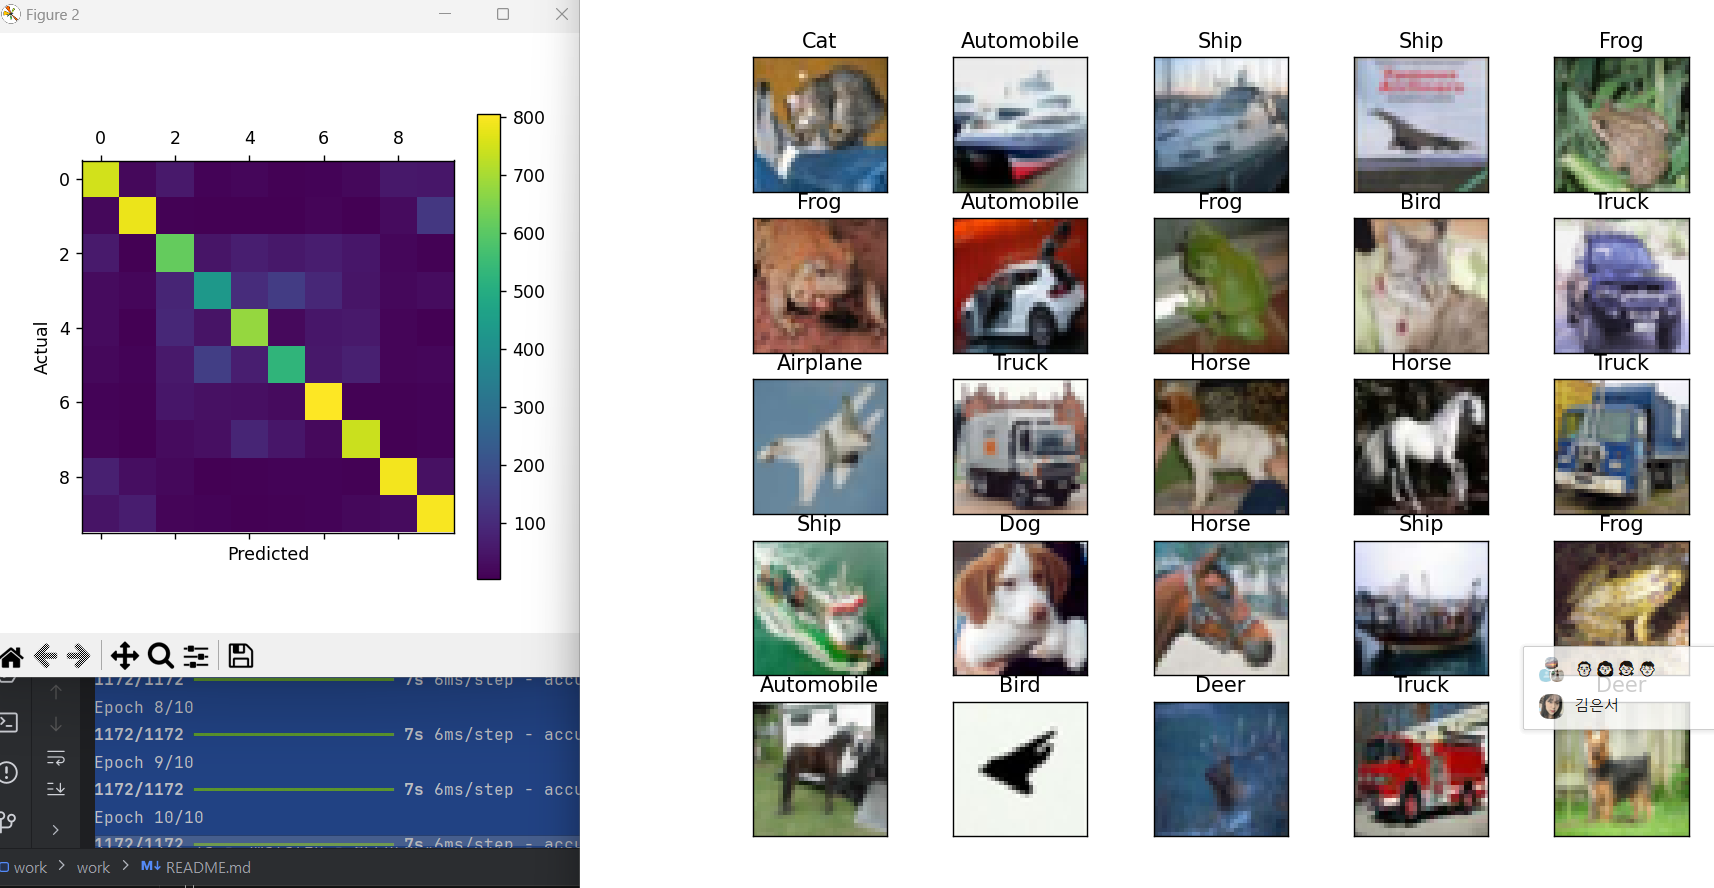 Figure 2
0 2 4 6 8
0
2
4
6
8
Actual
Predicted
800
700
600
500
400
300
200
100
1172/1172 7s 6ms/step - accu
Epoch 8/10
1172/1172 7s 6ms/step - accu
Epoch 9/10
1172/1172 7s 6ms/step - accu
Epoch 10/10
1172/1172 7s 6ms/step - accu
work > work > M↓ README.md
Cat Automobile Ship Ship Frog
Frog Automobile Frog Bird Truck
Airplane Truck Horse Horse Truck
Ship Dog Horse Ship Frog
Automobile Bird Deer Truck Deer
김은서